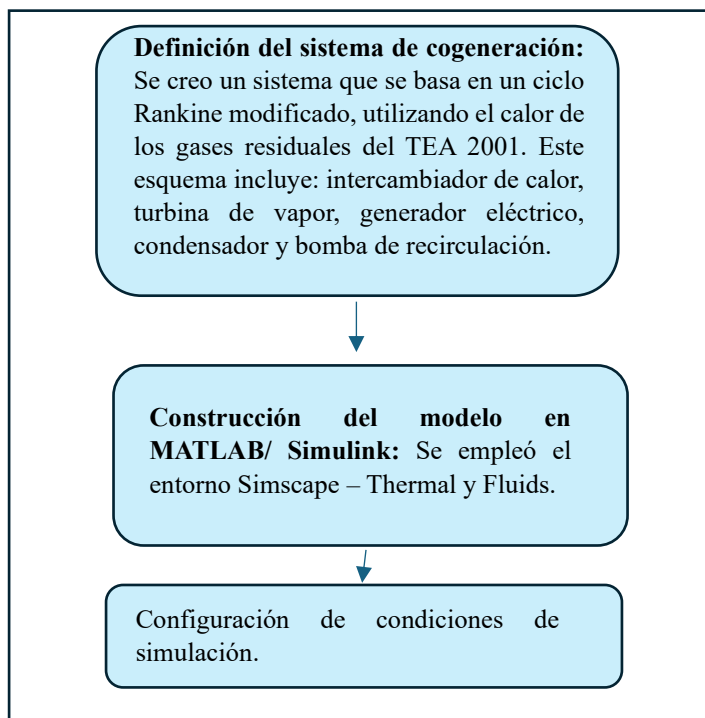 Definición del sistema de cogeneración:
Se creo un sistema que se basa en un ciclo
Rankine modificado, utilizando el calor de
los gases residuales del TEA 2001. Este
esquema incluye: intercambiador de calor,
turbina de vapor, generador eléctrico,
condensador y bomba de recirculación.
Construcción del modelo en
MATLAB/ Simulink: Se empleó el
entorno Simscape – Thermal y Fluids.
Configuración de condiciones de
simulación.